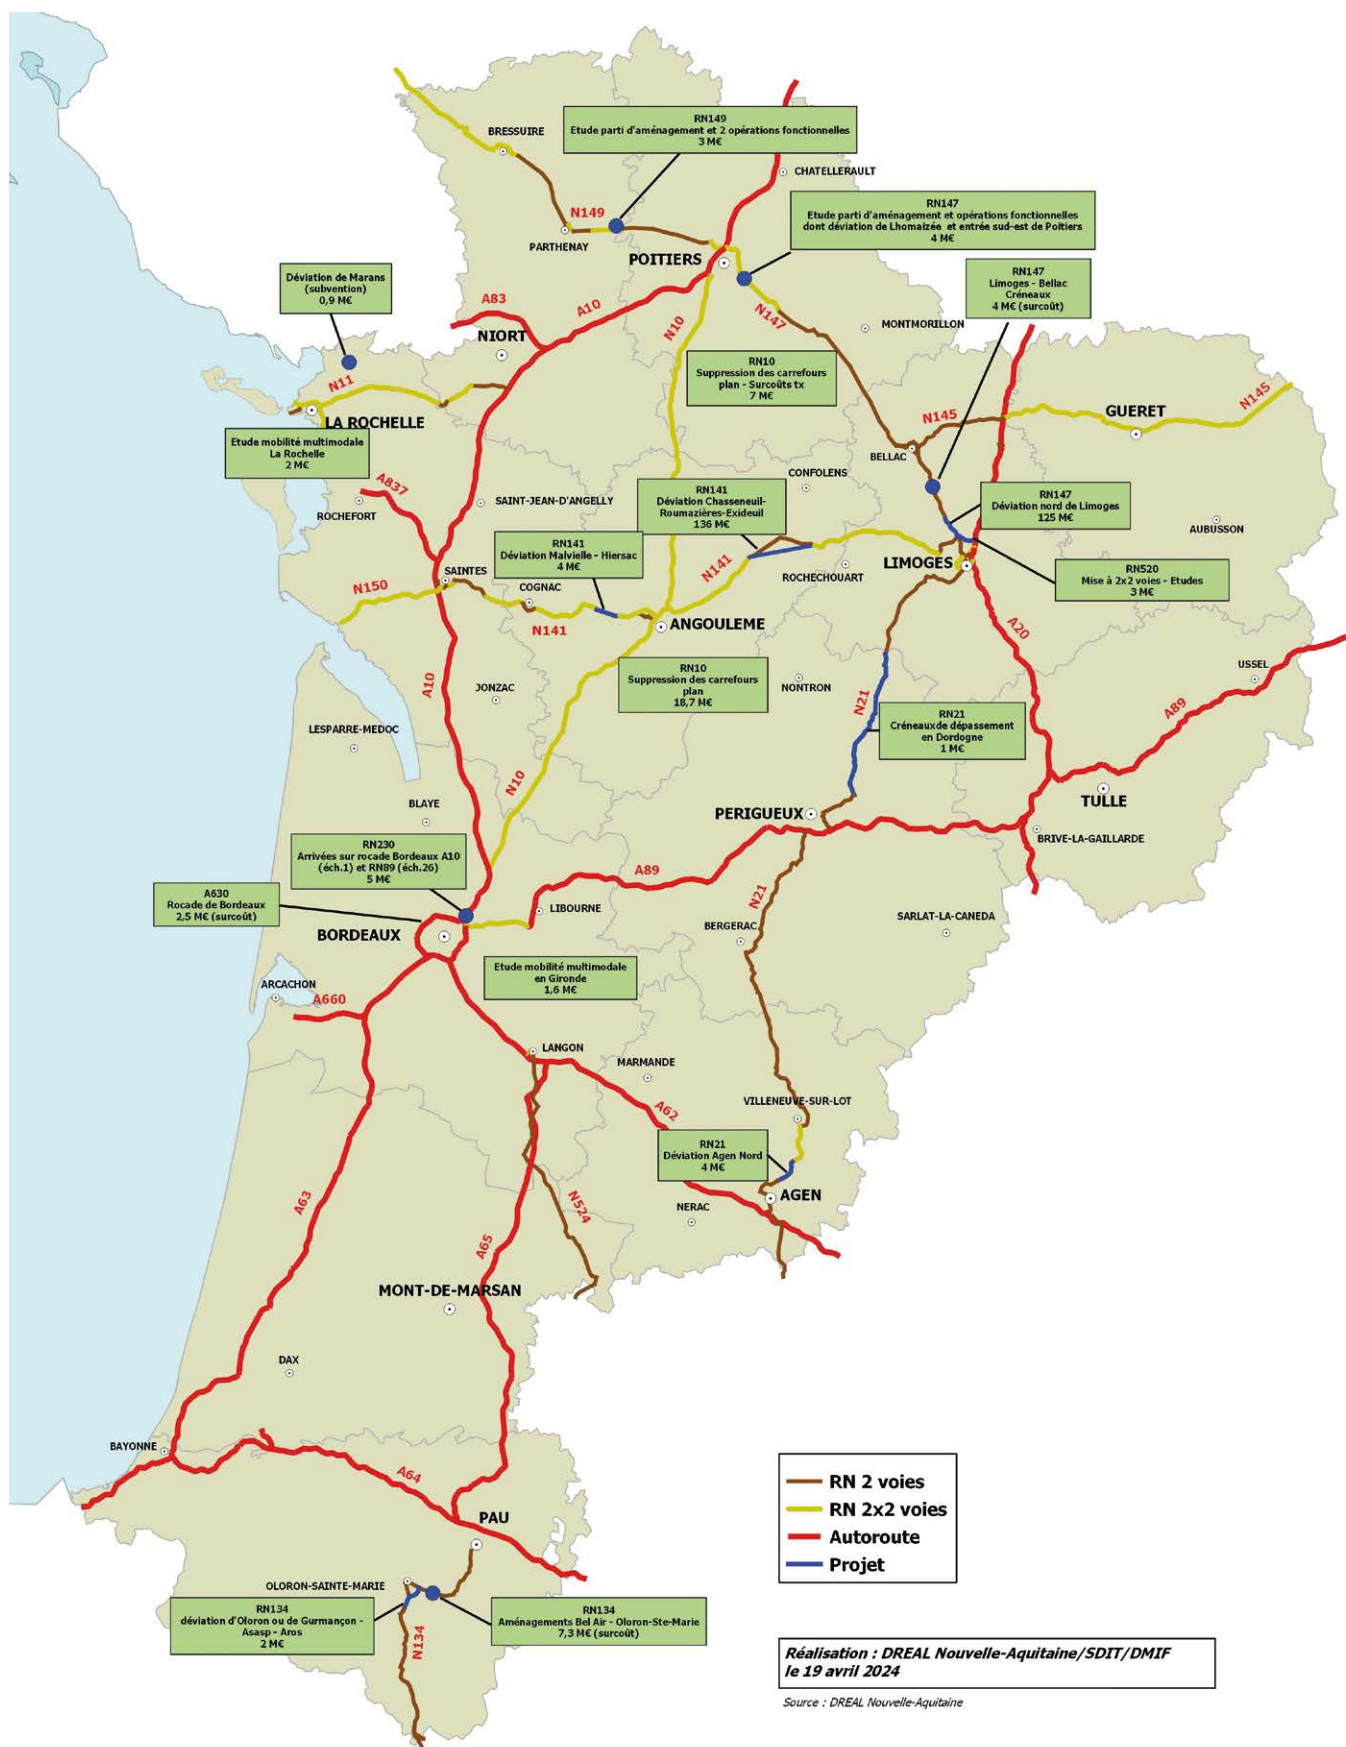 RN149
Etude parti d'aménagement et 2 opérations fonctionnelles
3 M€
BRESSUIRE
CHATELLERAULT
N149
PARTHENAY
RN147
Etude parti d'aménagement et opérations fonctionnelles
dont déviation de Lhomaizée et entrée sud-est de Poitiers
4 M€
POITIERS
Déviation de Marans
(subvention)
0,9 M€
RN147
Limoges - Bellac
Créneaux
4 M€ (surcoût)
A83
A10
N10
N147
MONTMORILLON
NIORT
RN10
Suppression des carrefours
plan - Surcoûts tx
7 M€
N11
LA ROCHELLE
N145
GUERET
N145
Etude mobilité multimodale
La Rochelle
2 M€
BELLAC
A837
ROCHEFORT
SAINT-JEAN-D'ANGELLY
CONFOLENS
RN141
Déviation Chasseneuil-
Roumazières-Exideuil
136 M€
RN147
Déviation nord de Limoges
125 M€
AUBUSSON
RN141
Déviation Malvielle - Hiersac
4 M€
N141
LIMOGES
ROCHECHOUART
RN520
Mise à 2x2 voies - Etudes
3 M€
SAINTES
N150
COGNAC
N141
ANGOULEME
A20
USSEL
A10
JONZAC
RN10
Suppression des carrefours
plan
18,7 M€
NONTRON
N21
A89
LESPARRE-MEDOC
RN21
Créneaux de dépassement
en Dordogne
1 M€
N10
BLAYE
PERIGUEUX
TULLE
BRIVE-LA-GAILLARDE
RN230
Arrivées sur rocade Bordeaux A10
(éch.1) et RN89 (éch.26)
5 M€
A89
A630
Rocade de Bordeaux
2,5 M€ (surcoût)
LIBOURNE
N21
BERGERAC
SARLAT-LA-CANEDA
BORDEAUX
Etude mobilité multimodale
en Gironde
1,6 M€
ARCACHON
A660
LANGON
MARMANDE
A62
VILLENEUVE-SUR-LOT
RN21
Déviation Agen Nord
4 M€
A63
N524
NERAC
AGEN
A65
MONT-DE-MARSAN
DAX
BAYONNE
A64
PAU
RN 2 voies
RN 2x2 voies
Autoroute
Projet
OLORON-SAINTE-MARIE
RN134
déviation d'Oloron ou de Gurmançon -
Asasp - Aros
2 M€
RN134
Aménagements Bel Air - Oloron-Ste-Marie
7,3 M€ (surcoût)
N134
Réalisation : DREAL Nouvelle-Aquitaine/SDIT/DMIF
le 19 avril 2024
Source : DREAL Nouvelle-Aquitaine